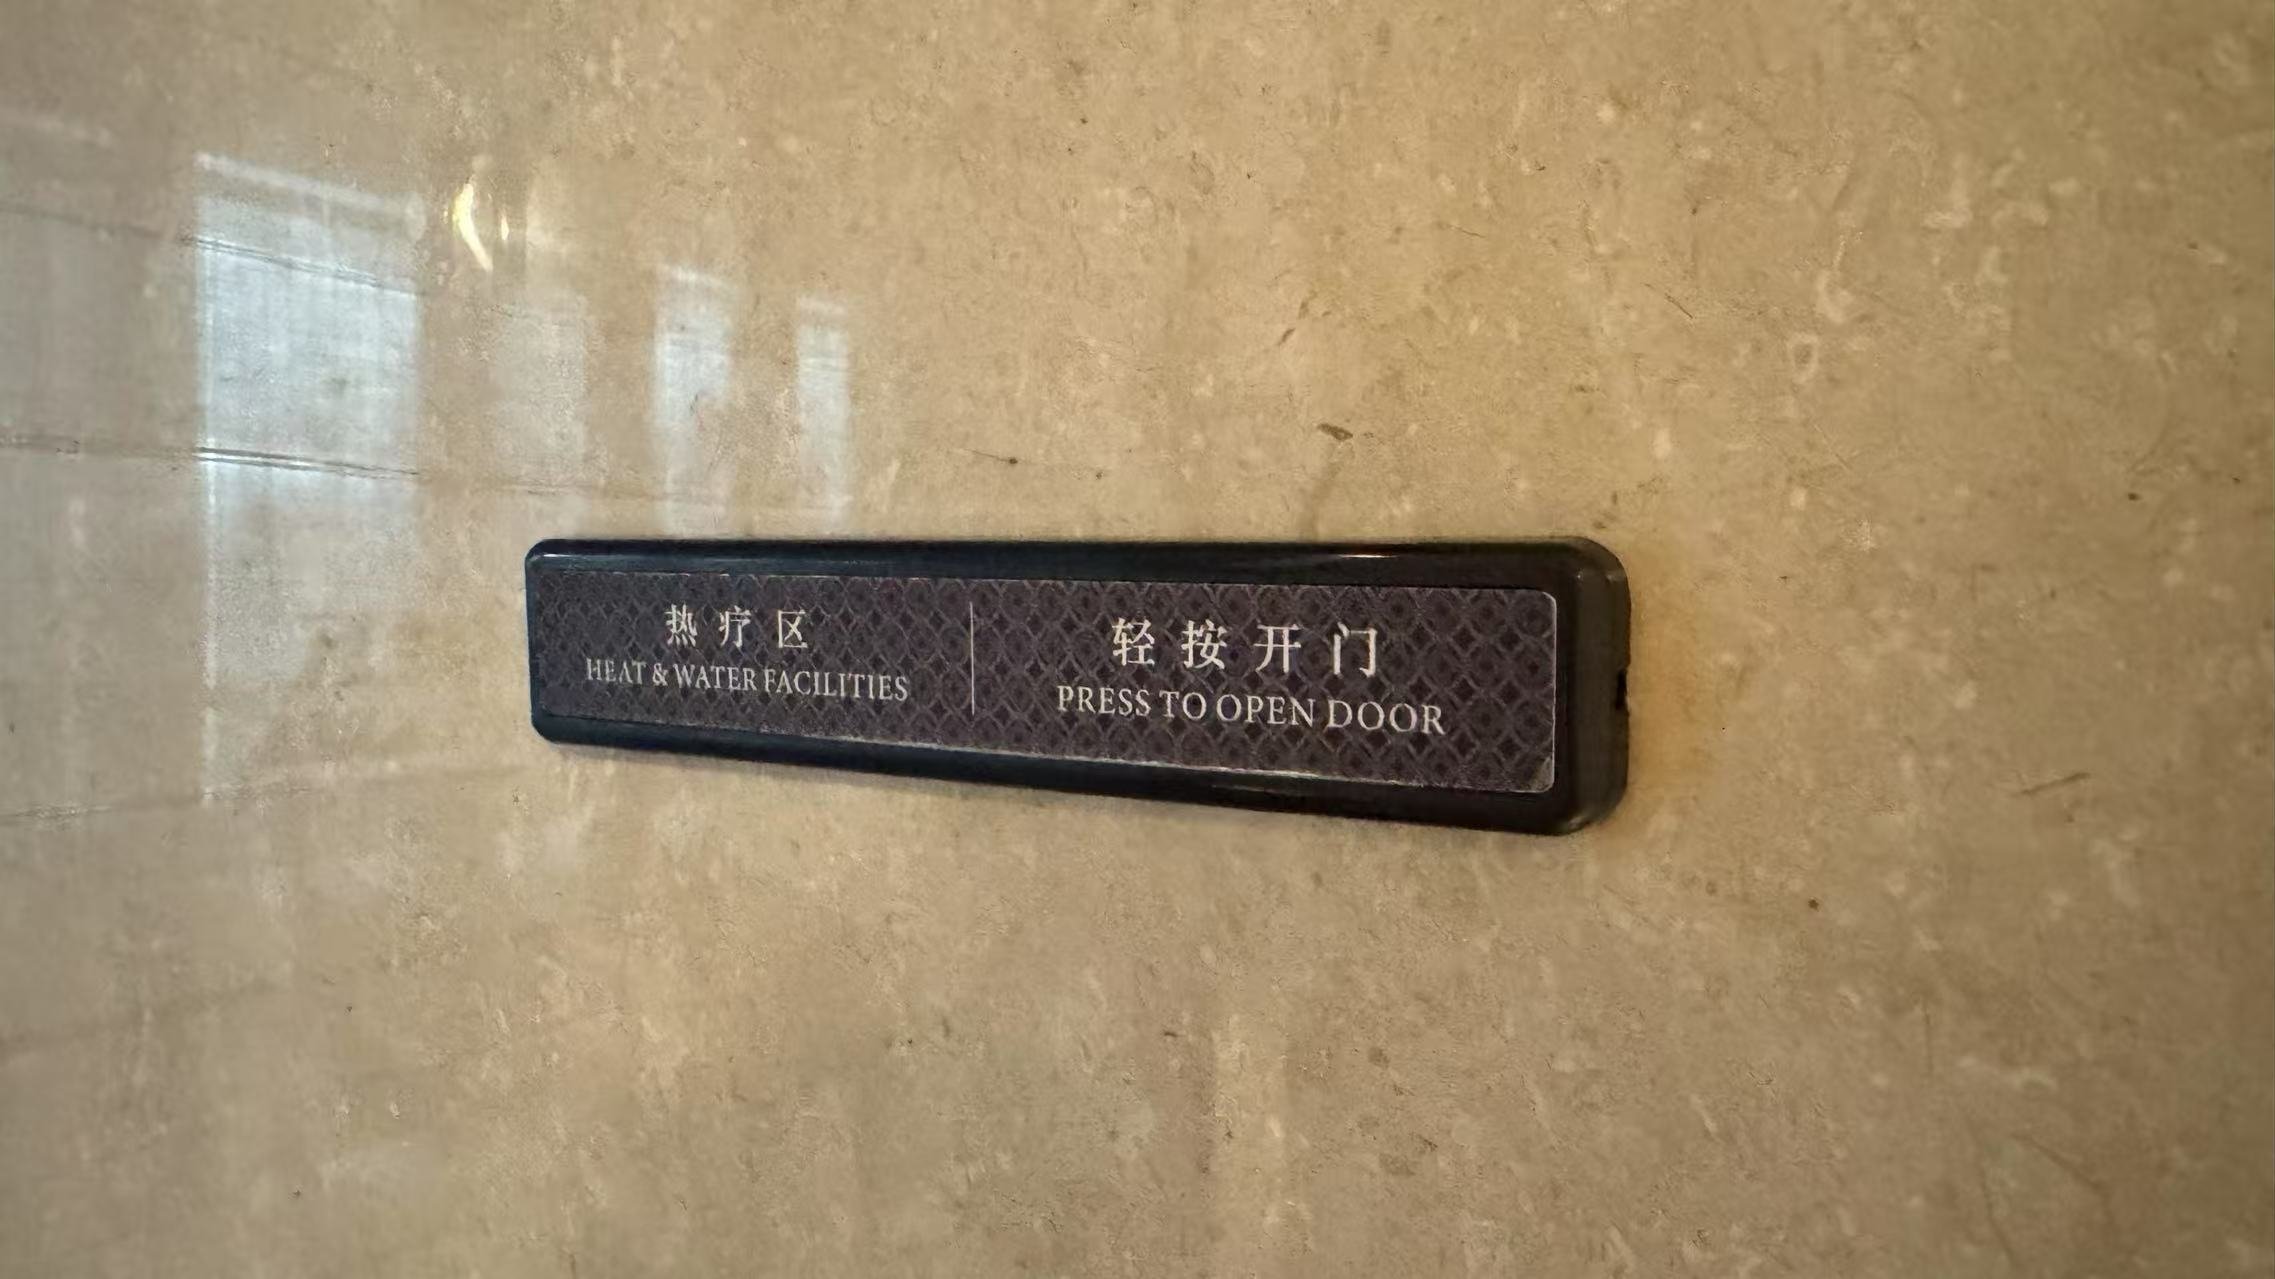 热疗区
HEAT & WATER FACILITIES
轻按开门
PRESS TO OPEN DOOR